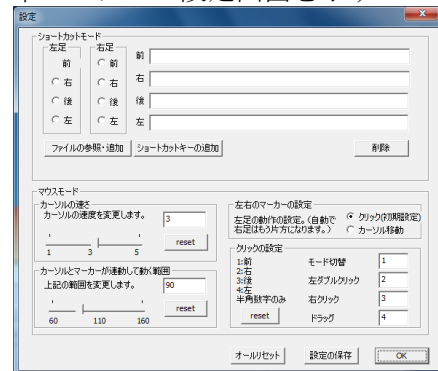 設定
ショートカットモード
左足
右足
前
前
前
右
右
右
後
後
後
左
左
左
ファイルの参照・追加
ショートカットキーの追加
削除
マウスモード
カーソルの速さ
カーソルの速度を変更します。
3
1 3 5
reset
カーソルとマーカーが連動して動く範囲
上記の範囲を変更します。
90
60 110 160
reset
左右のマーカーの設定
左足の動作の設定。(自動で
右足はもう片方になります。)
クリック(初期設定)
カーソル移動
クリックの設定
1:前
2:右
3:後
4:左
半角数字のみ
reset
モード切替 1
左ダブルクリック 2
右クリック 3
ドラッグ 4
オールリセット
設定の保存
OK